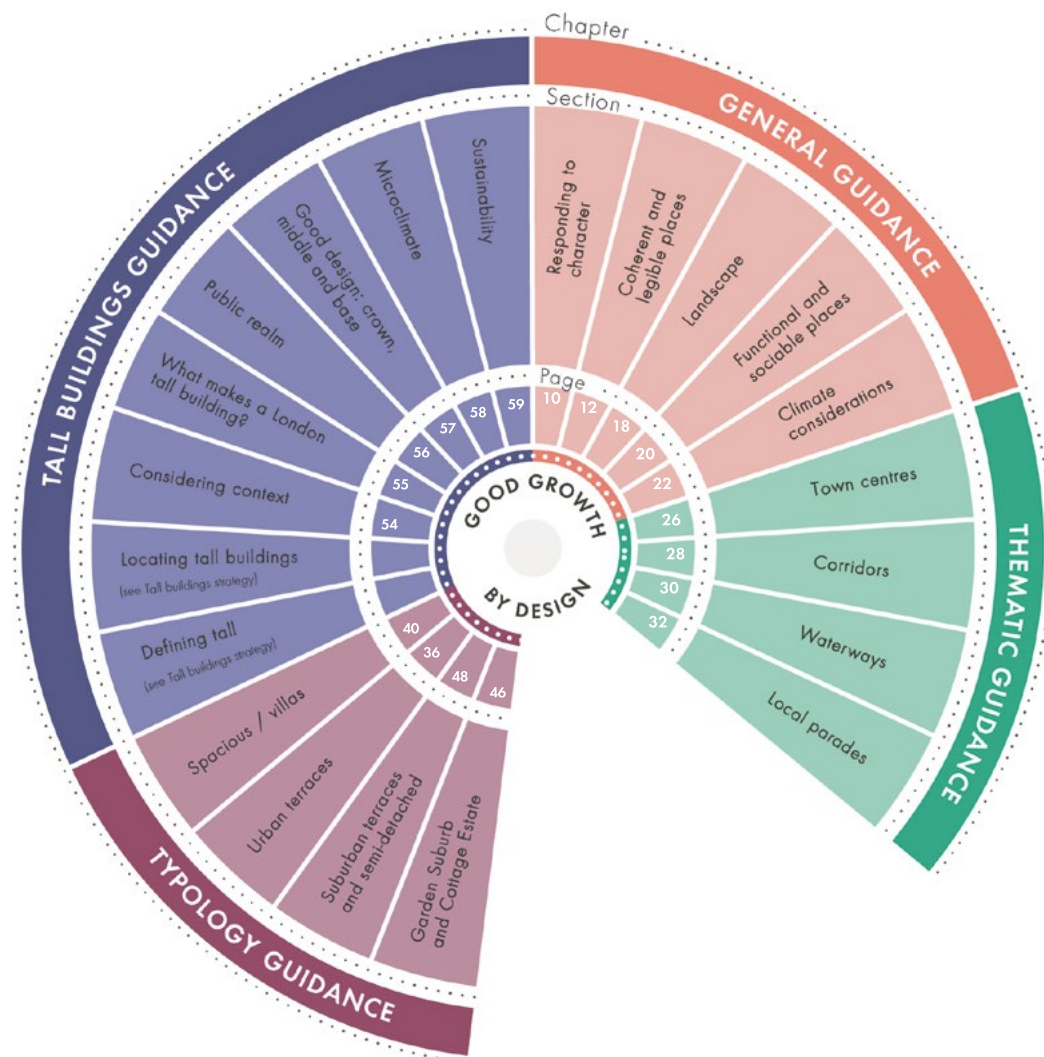 Chapter
Section
Page
GENERAL GUIDANCE
Responding to
character
10
Coherent and
legible places
12
Landscape
18
Functional and
sociable places
20
Climate
considerations
22
THEMATIC GUIDANCE
Town centres
26
Corridors
28
Waterways
30
Local parades
32
TYPOLOGY GUIDANCE
Garden Suburb
and Cottage Estate
46
Suburban terraces
and semi-detached
48
Urban terraces
36
Spacious / villas
40
TALL BUILDINGS GUIDANCE
Defining tall
(see Tall buildings strategy)
Locating tall buildings
(see Tall buildings strategy)
Considering context
54
What makes a London
tall building?
55
Public realm
56
Good design: crown,
middle and base
57
Microclimate
58
Sustainability
59
GOOD GROWTH
BY DESIGN